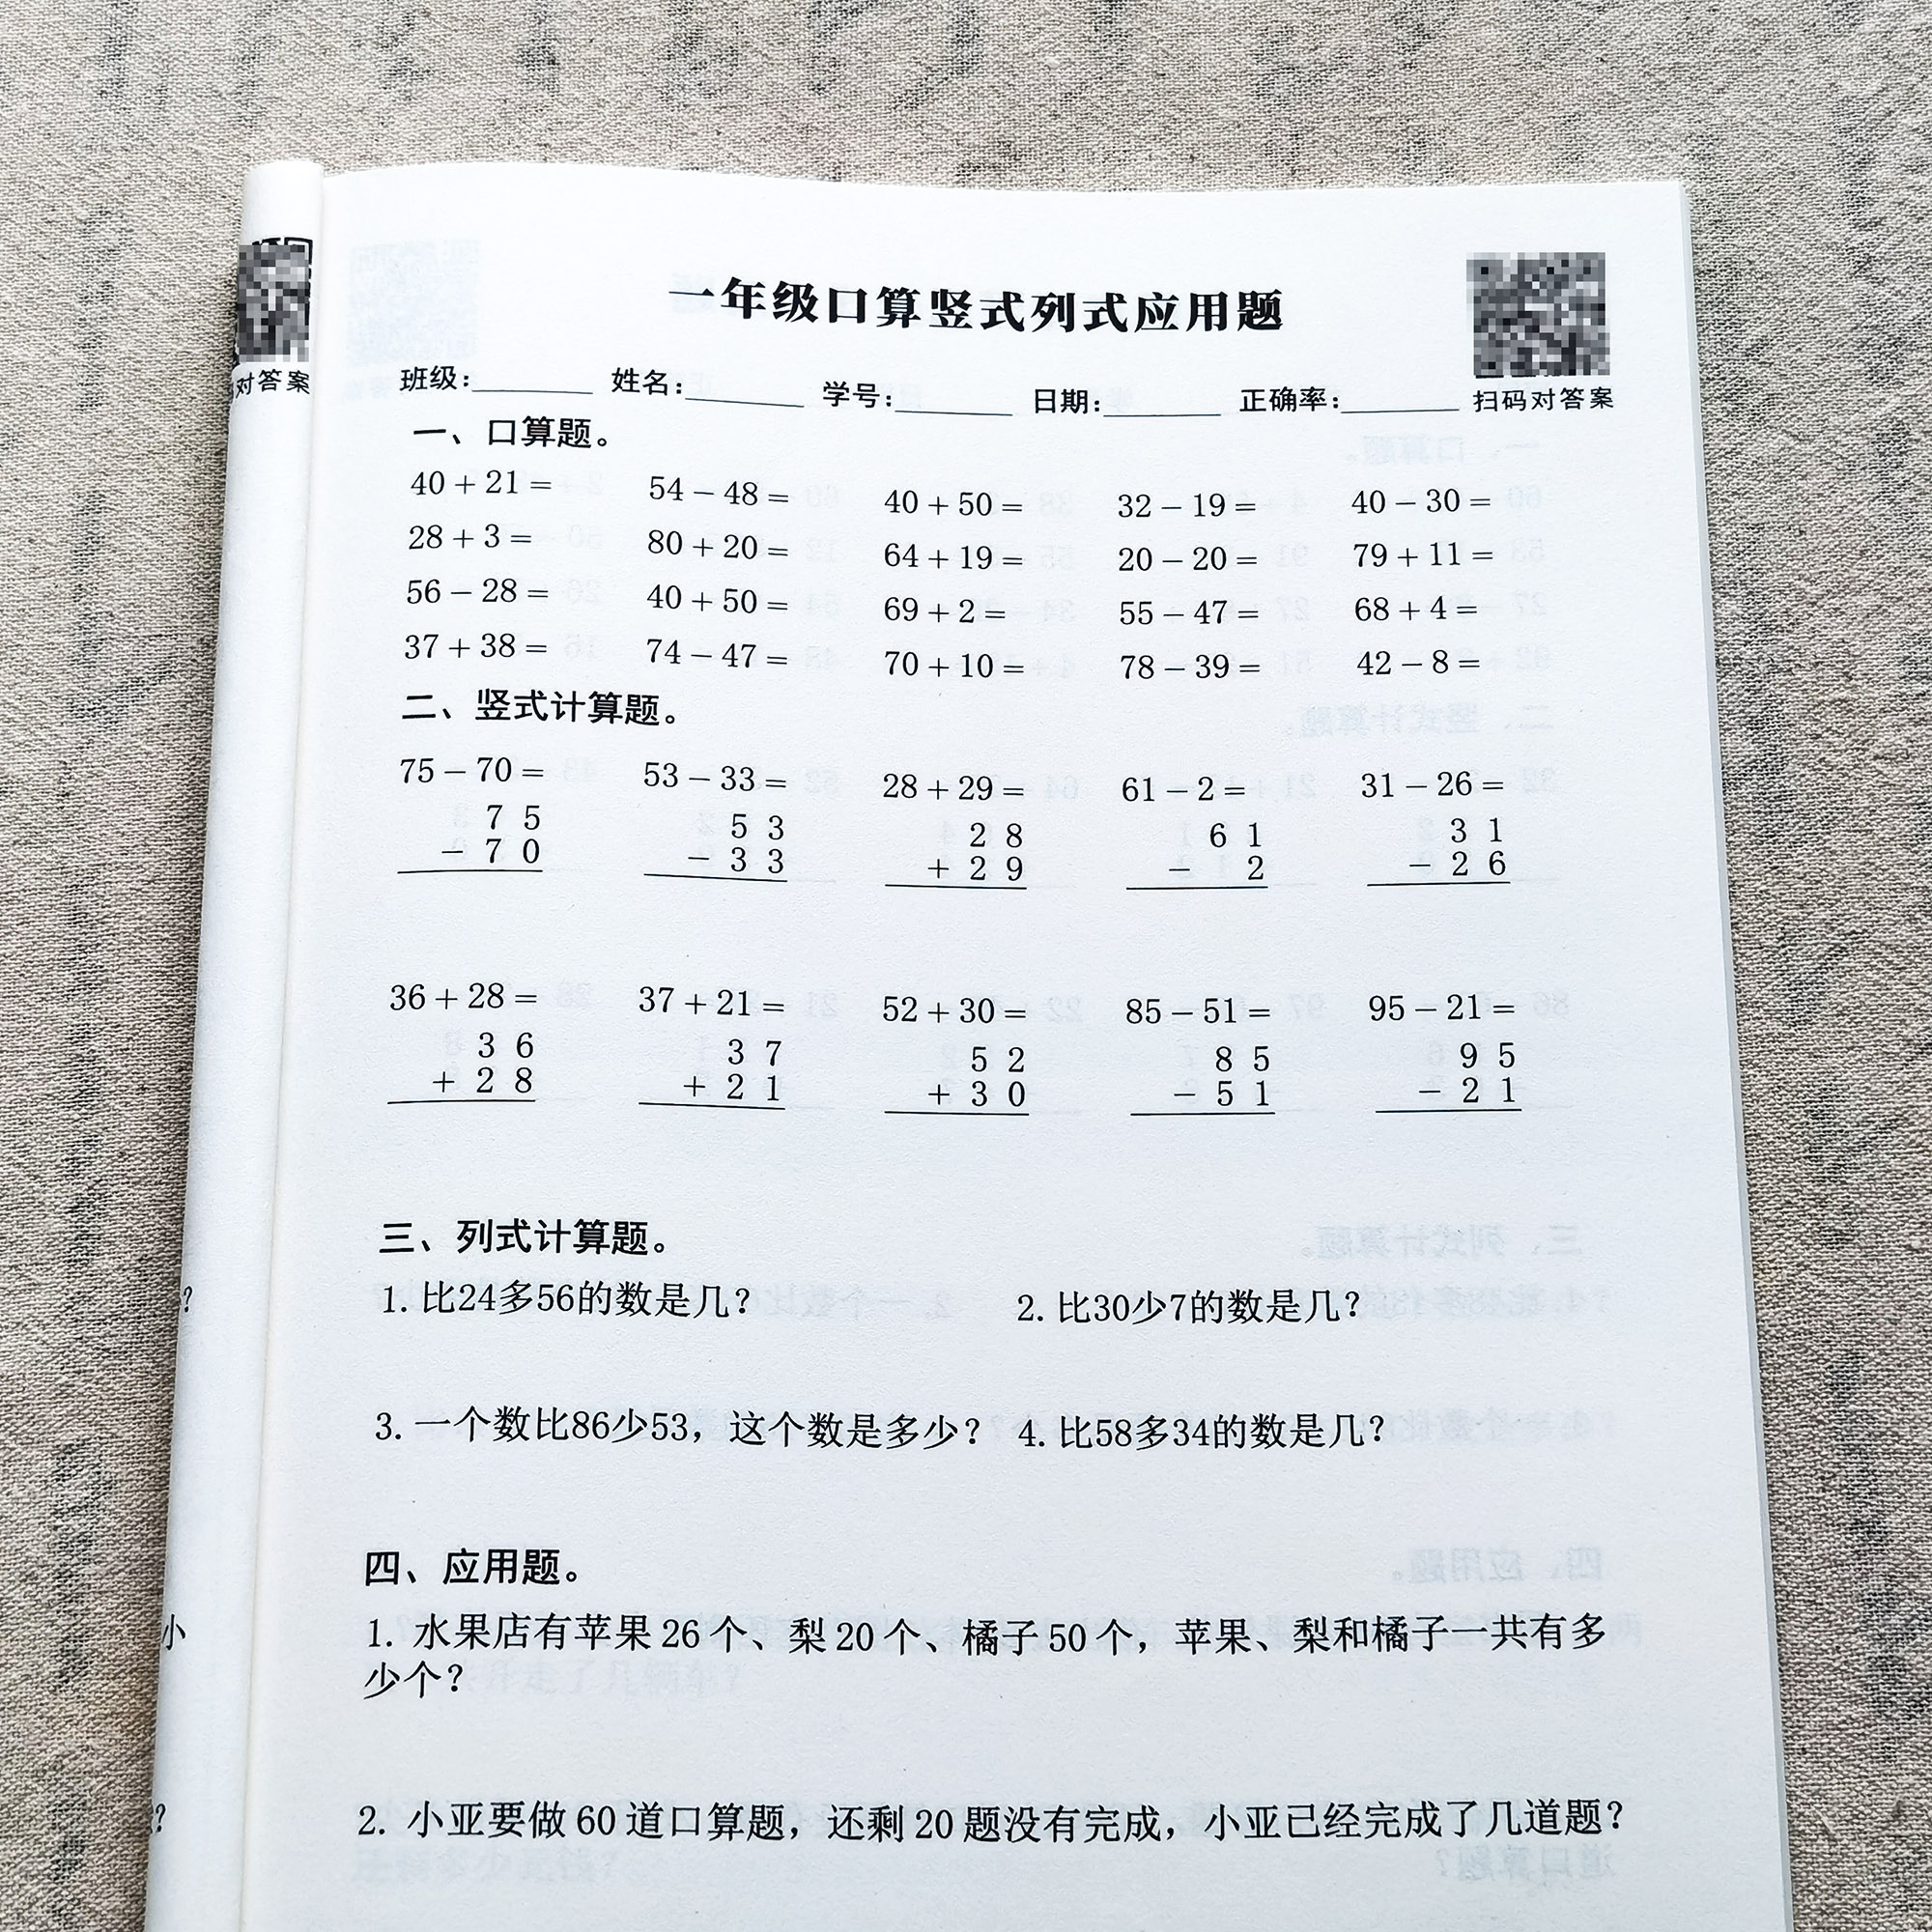 一年级口算竖式列式应用题
班级: 姓名: 学号: 日期: 正确率: 扫码对答案
对答案
一、口算题。
40+21= 54-48= 40+50= 32-19= 40-30=
28+3= 80+20= 64+19= 20-20= 79+11=
56-28= 40+50= 69+2= 55-47= 68+4=
37+38= 74-47= 70+10= 78-39= 42-8=
二、竖式计算题。
75-70= 53-33= 28+29= 61-2= 31-26=
7 5 5 3 2 8 6 1 3 1
- 7 0 - 3 3 + 2 9 - 2 - 2 6
36+28= 37+21= 52+30= 85-51= 95-21=
3 6 3 7 5 2 8 5 9 5
+ 2 8 + 2 1 + 3 0 - 5 1 - 2 1
三、列式计算题。
1. 比24多56的数是几? 2. 比30少7的数是几?
3. 一个数比86少53，这个数是多少? 4. 比58多34的数是几?
四、应用题。
1. 水果店有苹果 26 个、梨 20 个、橘子 50 个，苹果、梨和橘子一共有多
少个?
2. 小亚要做 60 道口算题，还剩 20 题没有完成，小亚已经完成了几道题?
?
小
?